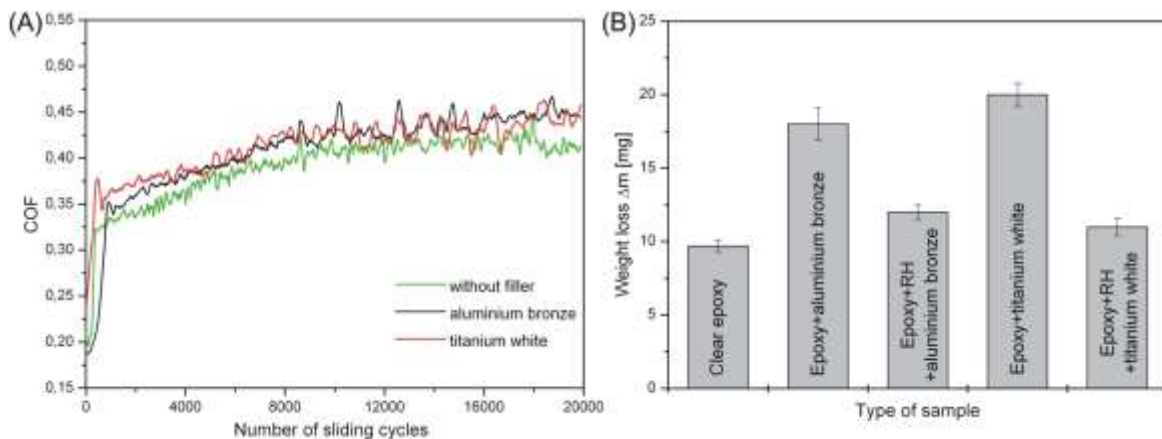 (A)
0,55
0,50
0,45
0,40
0,35
0,30
0,25
0,20
0,15
COF
without filler
aluminium bronze
titanium white
0 4000 8000 12000 16000 20000
Number of sliding cycles
(B)
25
20
15
10
5
0
Weight loss Δm [mg]
Clear epoxy
Epoxy+aluminium bronze
Epoxy+RH
+aluminium bronze
Epoxy+titanium white
Epoxy+RH
+titanium white
Type of sample